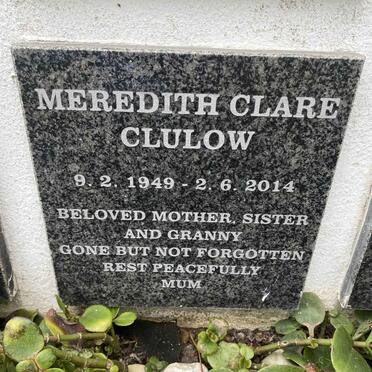 MEREDITH CLARE
CLULOW
9. 2. 1949 - 2. 6. 2014
BELOVED MOTHER, SISTER
AND GRANNY
GONE BUT NOT FORGOTTEN
REST PEACEFULLY
MUM